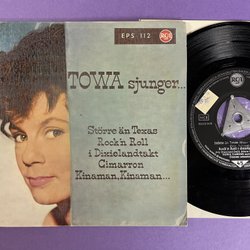 EPS 112
RCA
TOWA sjunger...
Större än Texas
Rock'n Roll
i Dixielandtakt
Cimarron
Kinaman, Kinaman...
RCA